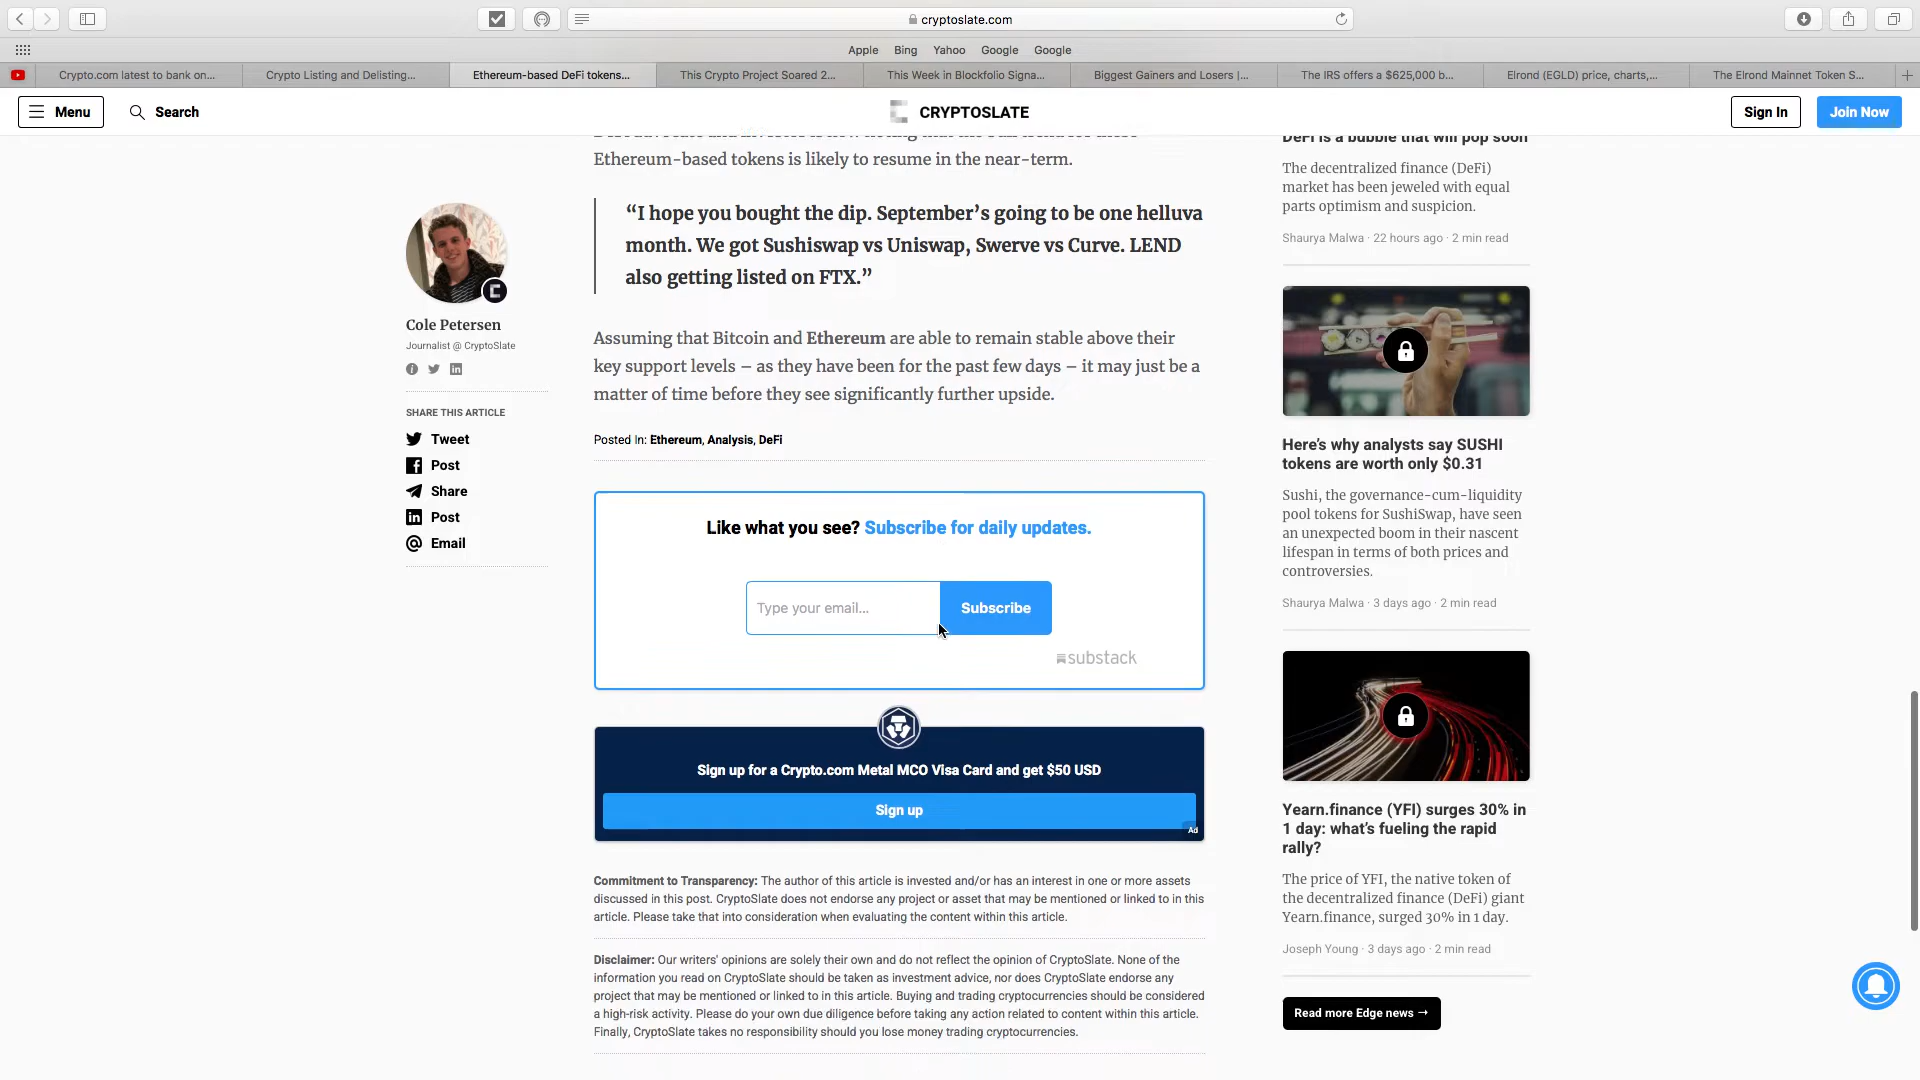 cryptoslate.com
Apple Bing Yahoo Google Google
Crypto.com latest to bank on...
Crypto Listing and Delisting...
Ethereum-based DeFi tokens...
This Crypto Project Soared 2...
This Week in Blockfolio Signa...
Biggest Gainers and Losers |...
The IRS offers a $625,000 b...
Elrond (EGLD) price, charts,...
The Elrond Mainnet Token S...
Menu
Search
CRYPTOSLATE
Sign In
Join Now
Ethereum-based tokens is likely to resume in the near-term.
“I hope you bought the dip. September’s going to be one helluva
month. We got Sushiswap vs Uniswap, Swerve vs Curve. LEND
also getting listed on FTX.”
Cole Petersen
Journalist @ CryptoSlate
SHARE THIS ARTICLE
Tweet
Post
Share
Post
Email
Assuming that Bitcoin and Ethereum are able to remain stable above their
key support levels – as they have been for the past few days – it may just be a
matter of time before they see significantly further upside.
Posted In: Ethereum, Analysis, DeFi
Like what you see? Subscribe for daily updates.
Type your email...
Subscribe
substack
Sign up for a Crypto.com Metal MCO Visa Card and get $50 USD
Sign up
Ad
Commitment to Transparency: The author of this article is invested and/or has an interest in one or more assets
discussed in this post. CryptoSlate does not endorse any project or asset that may be mentioned or linked to in this
article. Please take that into consideration when evaluating the content within this article.
Disclaimer: Our writers' opinions are solely their own and do not reflect the opinion of CryptoSlate. None of the
information you read on CryptoSlate should be taken as investment advice, nor does CryptoSlate endorse any
project that may be mentioned or linked to in this article. Buying and trading cryptocurrencies should be considered
a high-risk activity. Please do your own due diligence before taking any action related to content within this article.
Finally, CryptoSlate takes no responsibility should you lose money trading cryptocurrencies.
DeFi is a bubble that will pop soon
The decentralized finance (DeFi)
market has been jeweled with equal
parts optimism and suspicion.
Shaurya Malwa · 22 hours ago · 2 min read
Here’s why analysts say SUSHI
tokens are worth only $0.31
Sushi, the governance-cum-liquidity
pool tokens for SushiSwap, have seen
an unexpected boom in their nascent
lifespan in terms of both prices and
controversies.
Shaurya Malwa · 3 days ago · 2 min read
Yearn.finance (YFI) surges 30% in
1 day: what’s fueling the rapid
rally?
The price of YFI, the native token of
the decentralized finance (DeFi) giant
Yearn.finance, surged 30% in 1 day.
Joseph Young · 3 days ago · 2 min read
Read more Edge news →